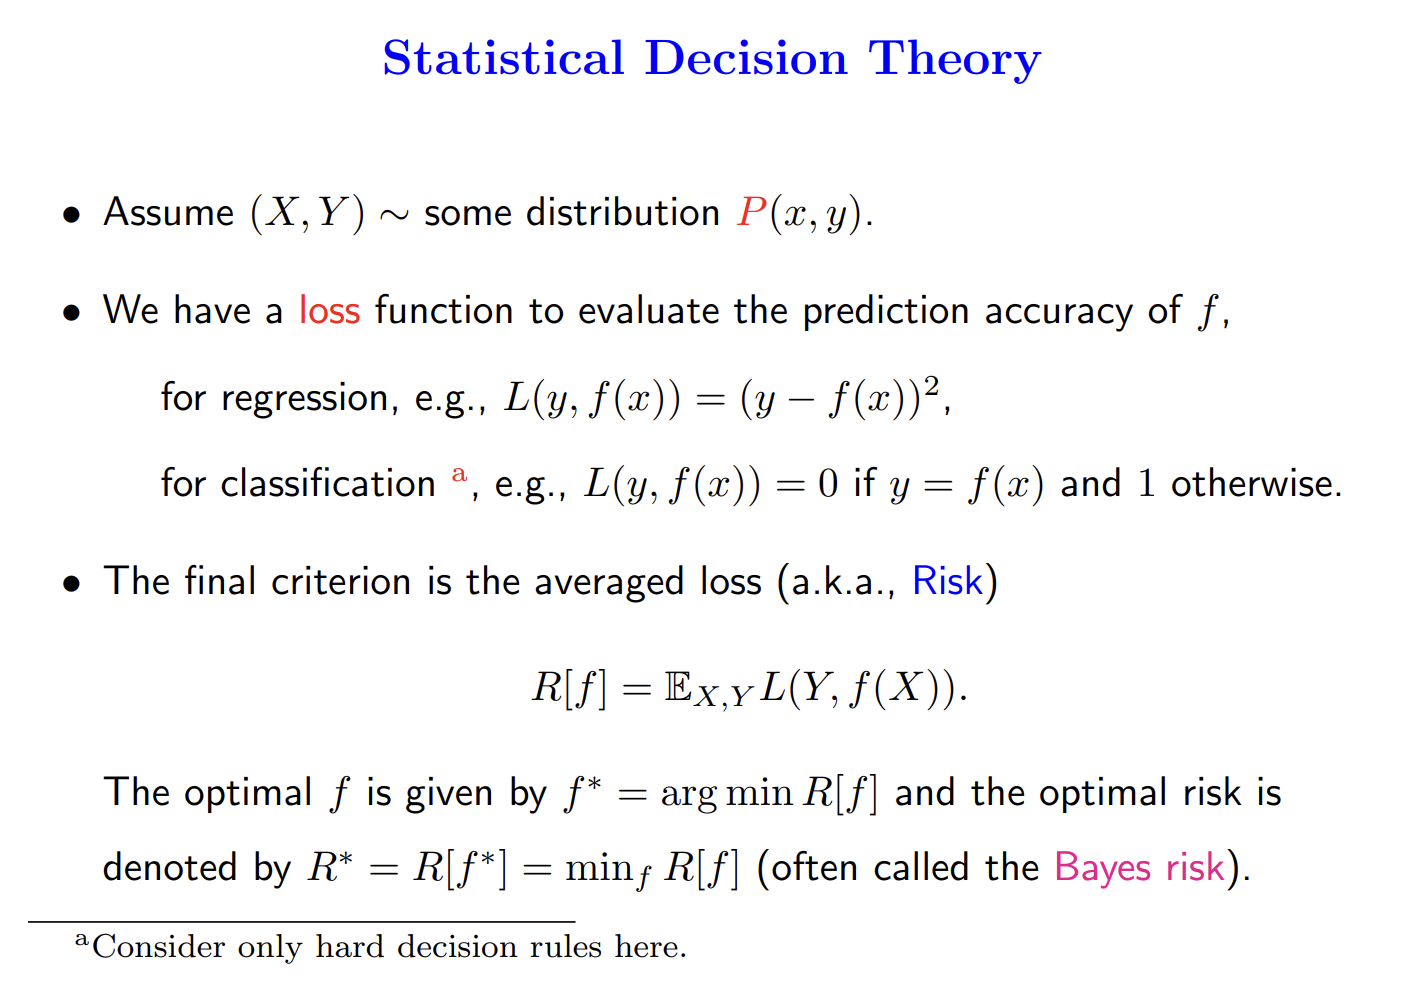 Statistical Decision Theory
• Assume (X, Y) ∼ some distribution P(x, y).
• We have a loss function to evaluate the prediction accuracy of f,
for regression, e.g., L(y, f(x)) = (y − f(x))²,
for classification ᵃ, e.g., L(y, f(x)) = 0 if y = f(x) and 1 otherwise.
• The final criterion is the averaged loss (a.k.a., Risk)
R[f] = 𝔼_{X,Y} L(Y, f(X)).
The optimal f is given by f* = arg min R[f] and the optimal risk is
denoted by R* = R[f*] = min_f R[f] (often called the Bayes risk).
ᵃConsider only hard decision rules here.